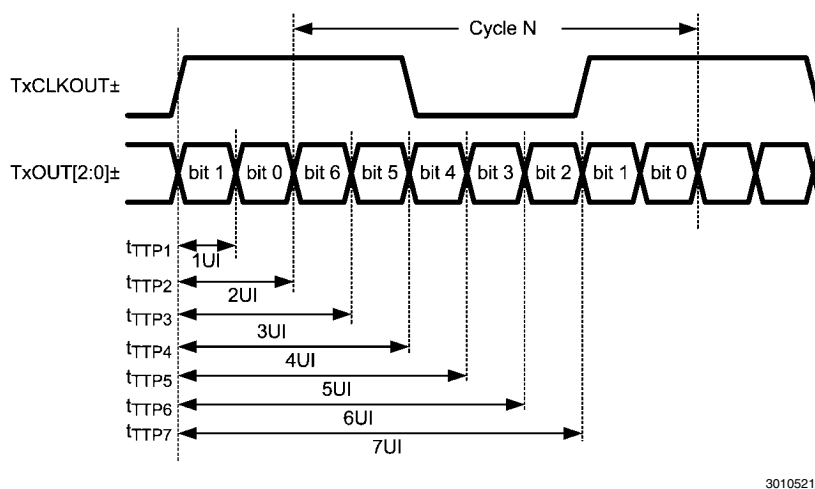 Cycle N
TxCLKOUT±
TxOUT[2:0]±
bit 1 bit 0 bit 6 bit 5 bit 4 bit 3 bit 2 bit 1 bit 0
tTTP1
1UI
tTTP2
2UI
tTTP3
3UI
tTTP4
4UI
tTTP5
5UI
tTTP6
6UI
tTTP7
7UI
3010521